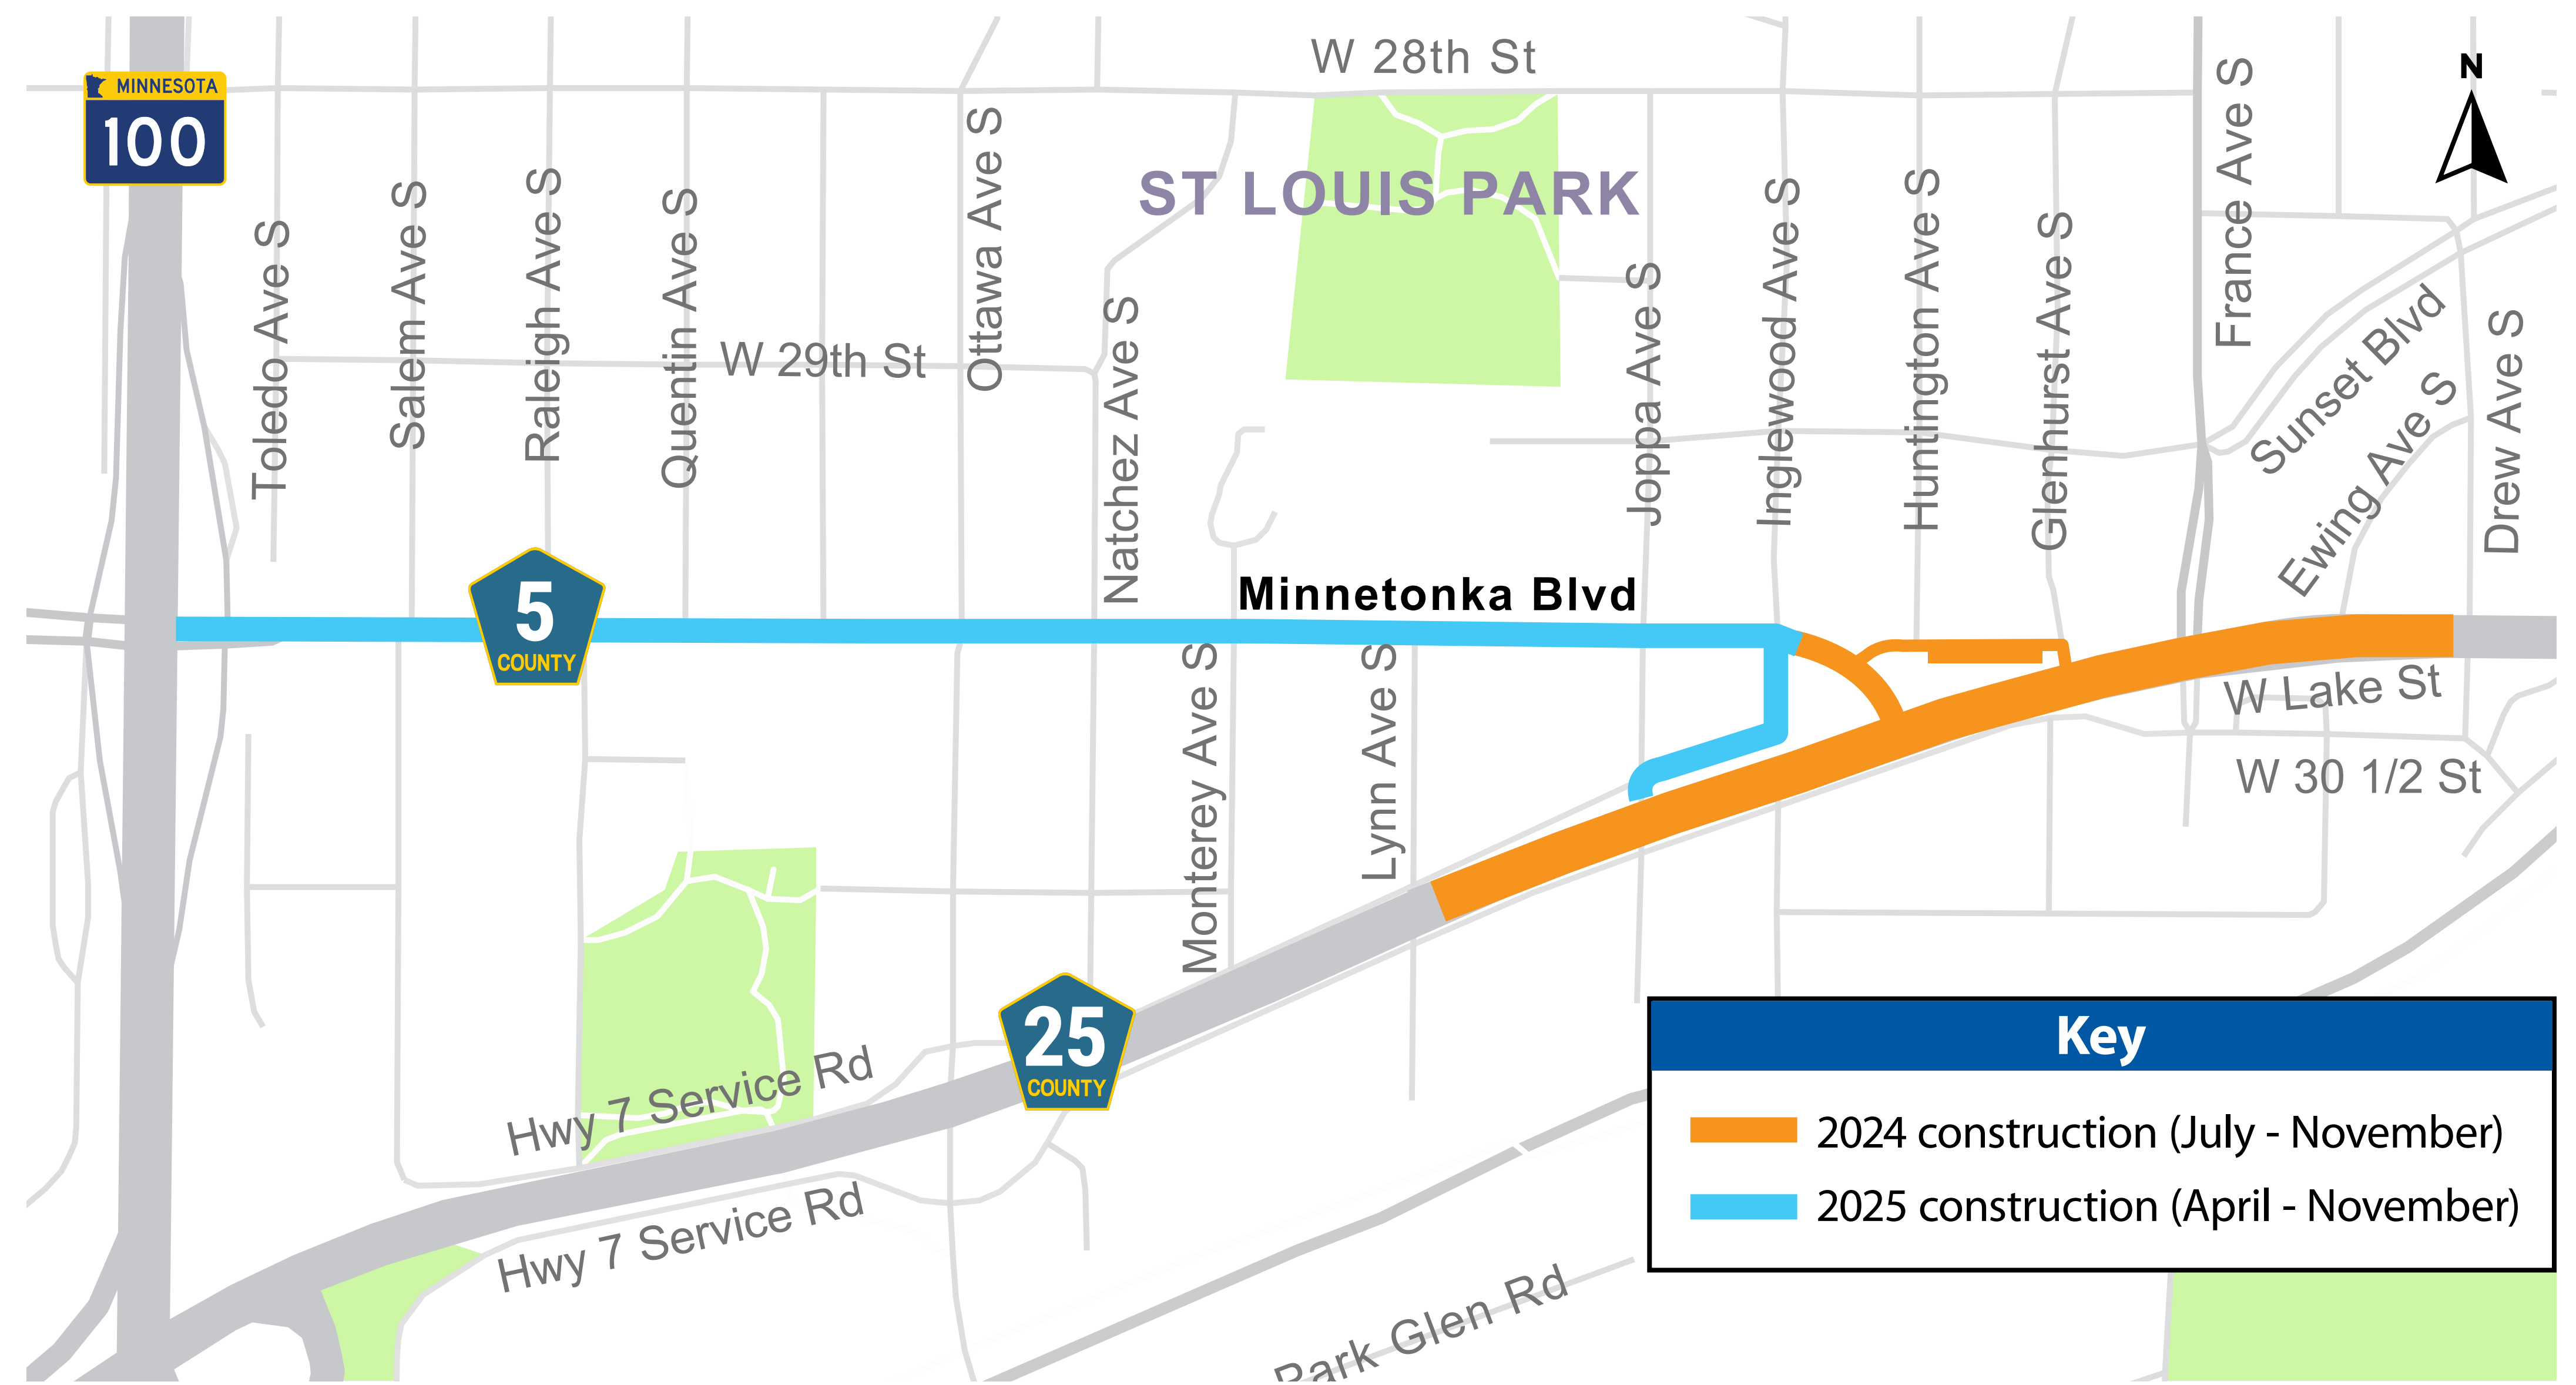 W 28th St
N
MINNESOTA
100
ST LOUIS PARK
Toledo Ave S
Salem Ave S
Raleigh Ave S
Quentin Ave S
W 29th St
Ottawa Ave S
Natchez Ave S
Joppa Ave S
Inglewood Ave S
Huntington Ave S
Glenhurst Ave S
France Ave S
Sunset Blvd
Ewing Ave S
Drew Ave S
5
COUNTY
Minnetonka Blvd
Monterey Ave S
Lynn Ave S
W Lake St
W 30 1/2 St
25
COUNTY
Hwy 7 Service Rd
Hwy 7 Service Rd
Park Glen Rd
Key
2024 construction (July - November)
2025 construction (April - November)